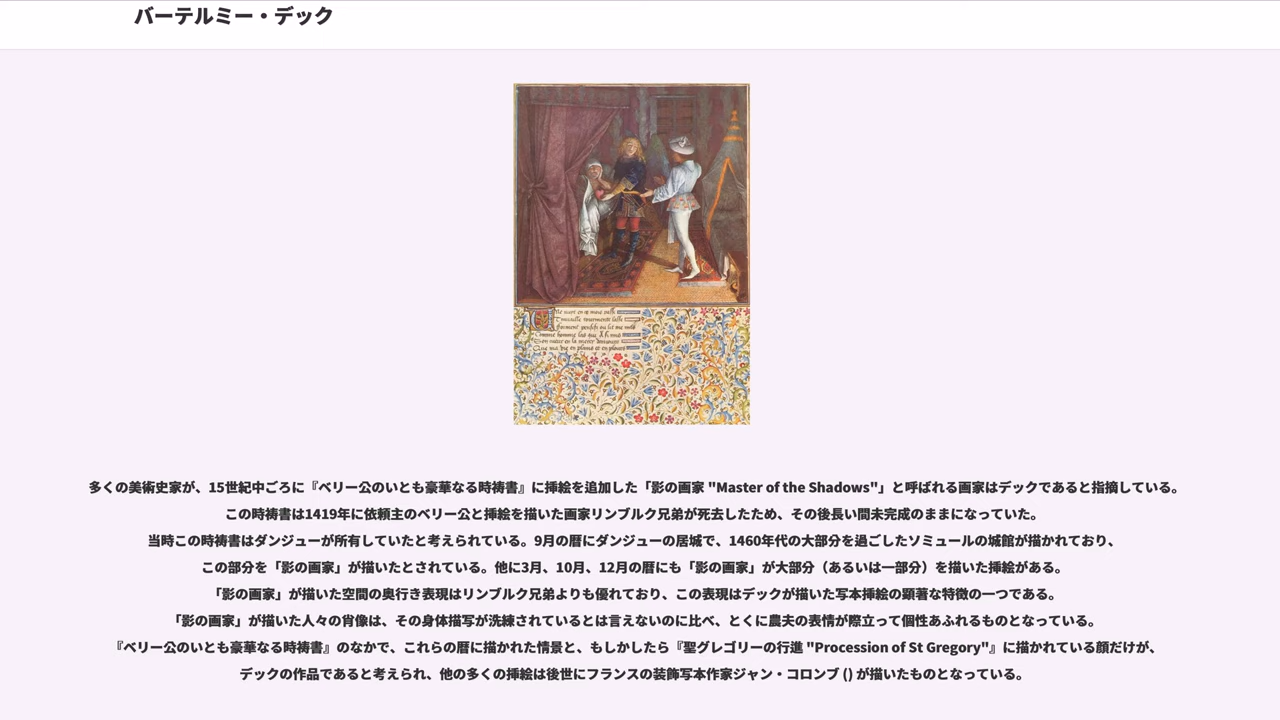 バーテルミー・デック
多くの美術史家が、15世紀中ごろに『ベリー公のいとも豪華なる時祷書』に挿絵を追加した「影の画家 "Master of the Shadows"」と呼ばれる画家はデックであると指摘している。
この時祷書は1419年に依頼主のベリー公と挿絵を描いた画家リンブルク兄弟が死去したため、その後長い間未完成のままになっていた。
当時この時祷書はダンジューが所有していたと考えられている。9月の暦にダンジューの居城で、1460年代の大部分を過ごしたソミュールの城館が描かれており、
この部分を「影の画家」が描いたとされている。他に3月、10月、12月の暦にも「影の画家」が大部分（あるいは一部分）を描いた挿絵がある。
「影の画家」が描いた空間の奥行き表現はリンブルク兄弟よりも優れており、この表現はデックが描いた写本挿絵の顕著な特徴の一つである。
「影の画家」が描いた人々の肖像は、その身体描写が洗練されているとは言えないのに比べ、とくに農夫の表情が際立って個性あふれるものとなっている。
『ベリー公のいとも豪華なる時祷書』のなかで、これらの暦に描かれた情景と、もしかしたら『聖グレゴリーの行進 "Procession of St Gregory"』に描かれている顔だけが、
デックの作品であると考えられ、他の多くの挿絵は後世にフランスの装飾写本作家ジャン・コロンブ () が描いたものとなっている。